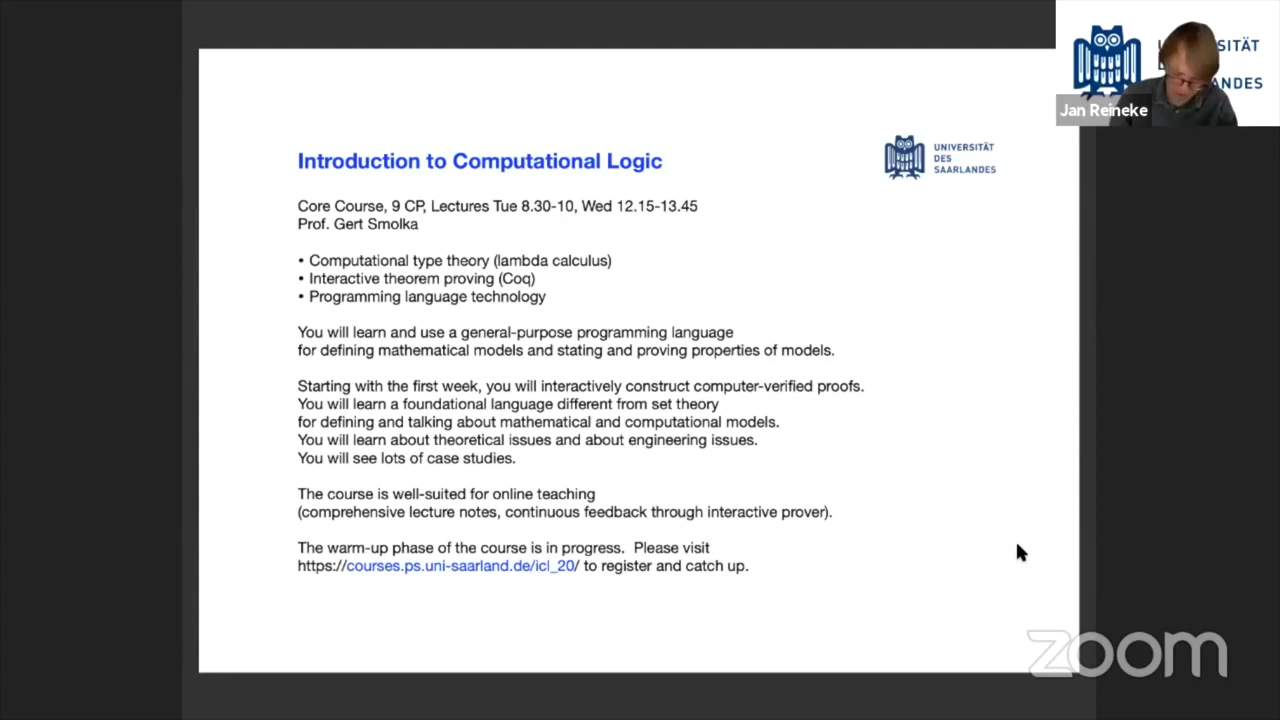 UNIVERSITÄT
DES
SAARLANDES
Jan Reineke
Introduction to Computational Logic
UNIVERSITÄT
DES
SAARLANDES
Core Course, 9 CP, Lectures Tue 8.30-10, Wed 12.15-13.45
Prof. Gert Smolka
• Computational type theory (lambda calculus)
• Interactive theorem proving (Coq)
• Programming language technology
You will learn and use a general-purpose programming language
for defining mathematical models and stating and proving properties of models.
Starting with the first week, you will interactively construct computer-verified proofs.
You will learn a foundational language different from set theory
for defining and talking about mathematical and computational models.
You will learn about theoretical issues and about engineering issues.
You will see lots of case studies.
The course is well-suited for online teaching
(comprehensive lecture notes, continuous feedback through interactive prover).
The warm-up phase of the course is in progress. Please visit
https://courses.ps.uni-saarland.de/icl_20/ to register and catch up.
zoom